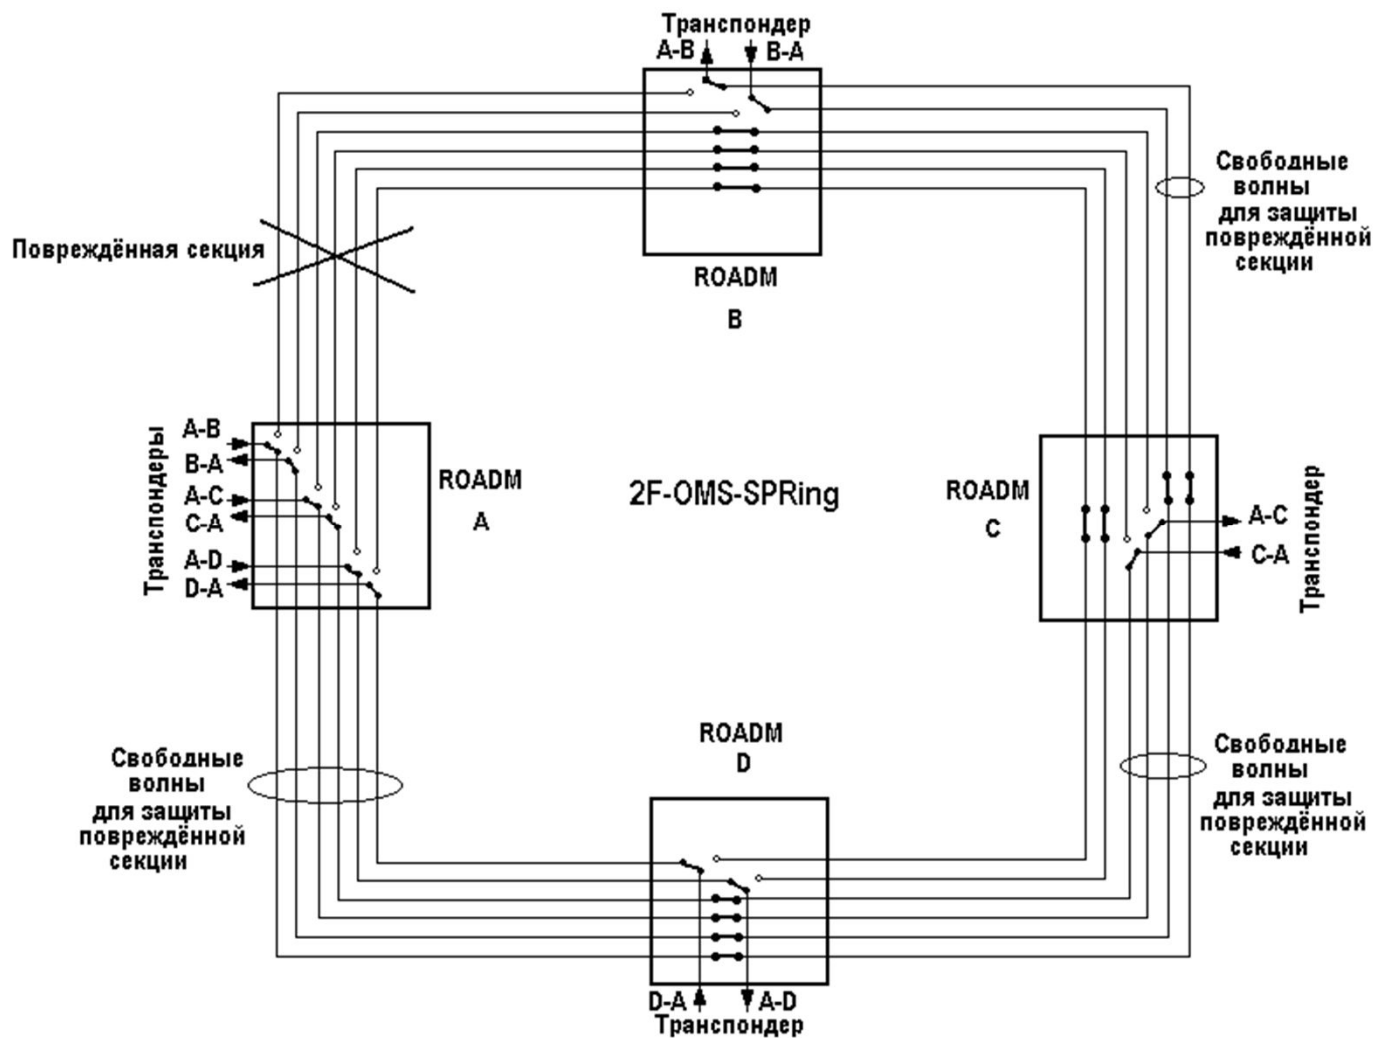 Транспондер
A-B
B-A
Свободные
волны
для защиты
повреждённой
секции
Повреждённая секция
ROADM
B
Транспондеры
A-B
B-A
A-C
C-A
A-D
D-A
ROADM
A
2F-OMS-SPRing
ROADM
C
A-C
C-A
Транспондер
Свободные
волны
для защиты
повреждённой
секции
ROADM
D
Свободные
волны
для защиты
повреждённой
секции
D-A
A-D
Транспондер